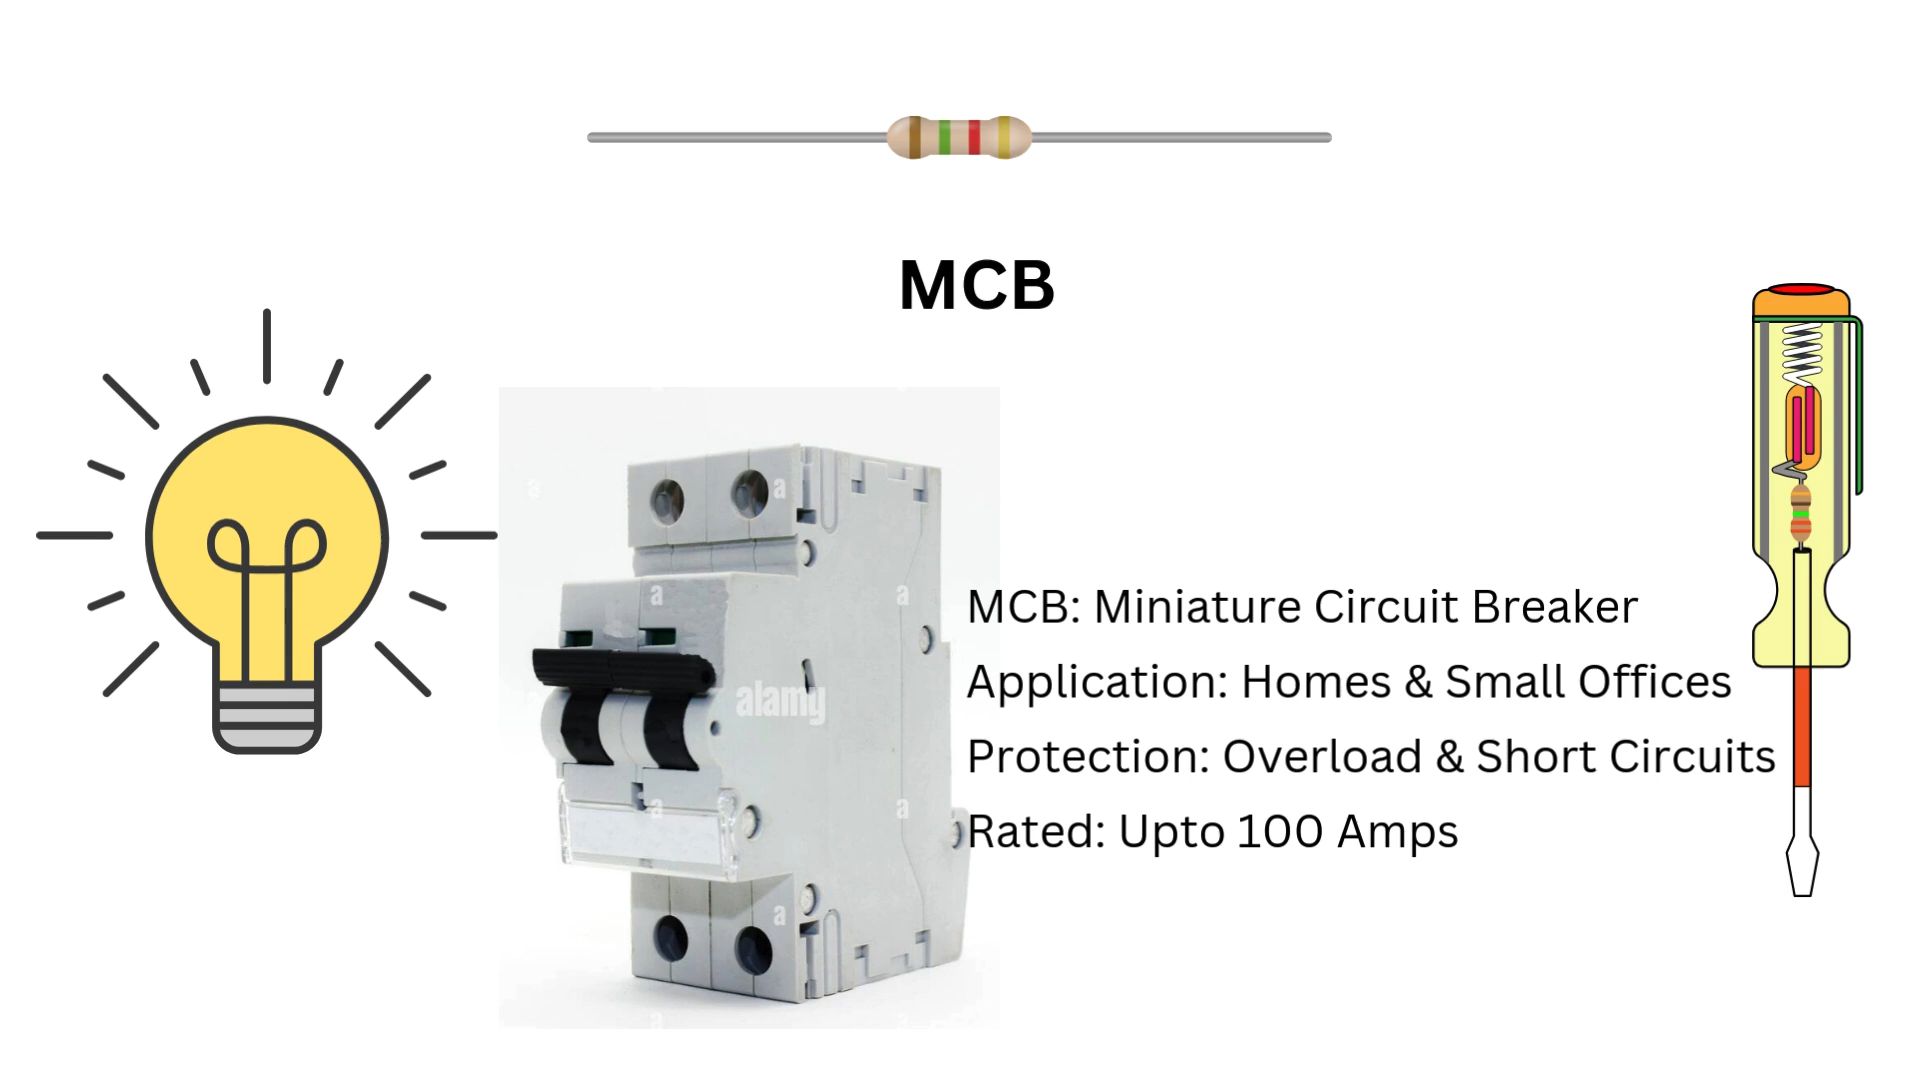 MCB
MCB: Miniature Circuit Breaker
Application: Homes & Small Offices
Protection: Overload & Short Circuits
Rated: Upto 100 Amps
a
a
a
a
alamy
a
a
a
a
a